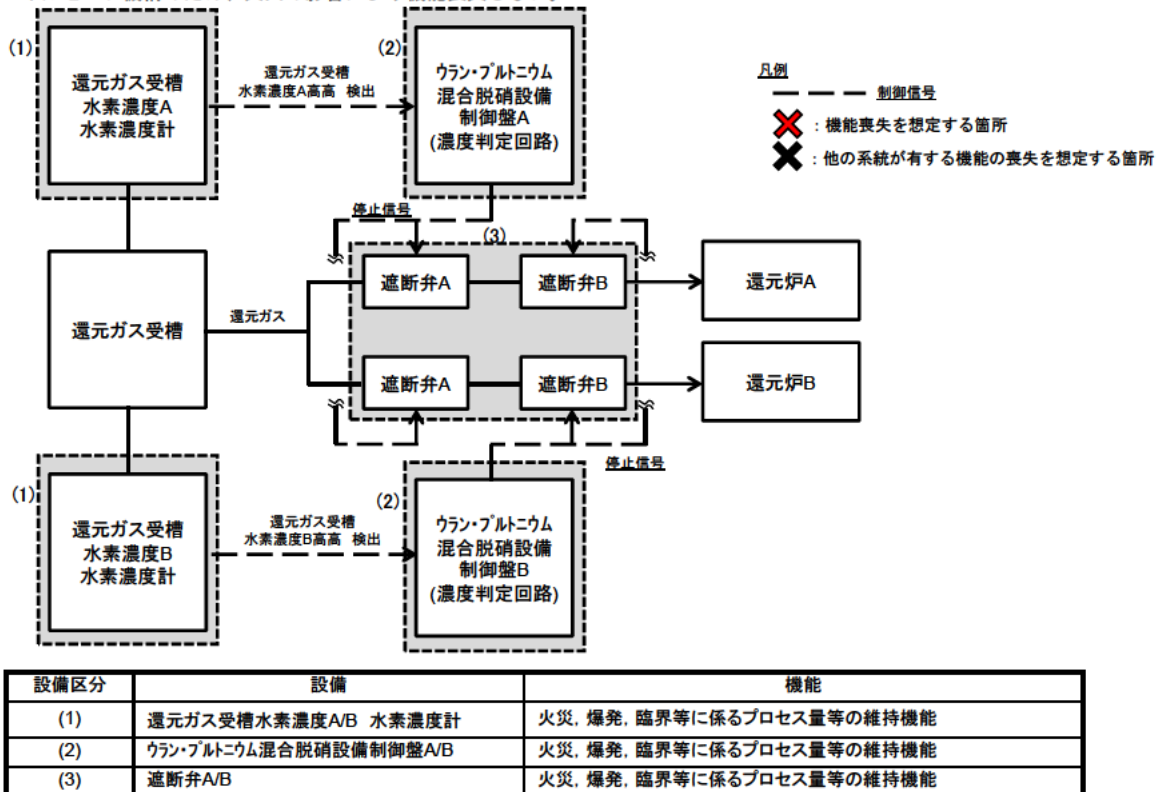 (1)
還元ガス受槽
水素濃度A
水素濃度計
還元ガス受槽
水素濃度A高高 検出
(2)
ウラン・プルトニウム
混合脱硝設備
制御盤A
(濃度判定回路)
凡例
制御信号
：機能喪失を想定する箇所
：他の系統が有する機能の喪失を想定する箇所
停止信号
(3)
遮断弁A
遮断弁B
還元炉A
還元ガス受槽
還元ガス
遮断弁A
遮断弁B
還元炉B
停止信号
(1)
還元ガス受槽
水素濃度B
水素濃度計
還元ガス受槽
水素濃度B高高 検出
(2)
ウラン・プルトニウム
混合脱硝設備
制御盤B
(濃度判定回路)
設備区分 設備 機能
(1) 還元ガス受槽水素濃度A/B 水素濃度計 火災，爆発，臨界等に係るプロセス量等の維持機能
(2) ウラン・プルトニウム混合脱硝設備制御盤A/B 火災，爆発，臨界等に係るプロセス量等の維持機能
(3) 遮断弁A/B 火災，爆発，臨界等に係るプロセス量等の維持機能